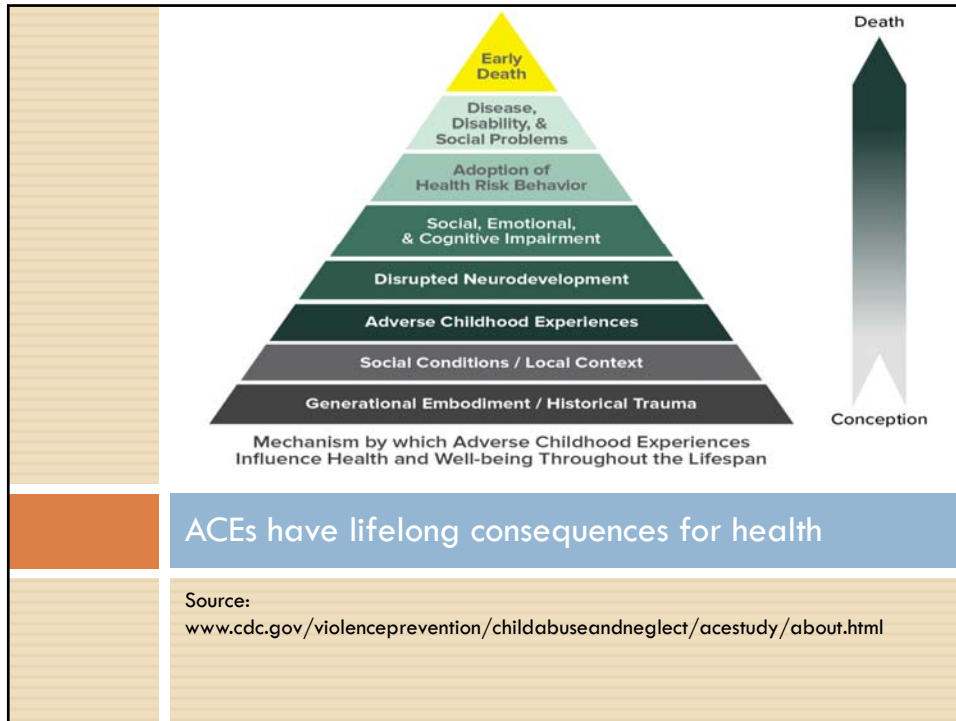 Early
Death
Disease,
Disability, &
Social Problems
Adoption of
Health Risk Behavior
Social, Emotional,
& Cognitive Impairment
Disrupted Neurodevelopment
Adverse Childhood Experiences
Social Conditions / Local Context
Generational Embodiment / Historical Trauma
Mechanism by which Adverse Childhood Experiences
Influence Health and Well-being Throughout the Lifespan
Death
Conception
ACEs have lifelong consequences for health
Source:
www.cdc.gov/violenceprevention/childabuseandneglect/acestudy/about.html